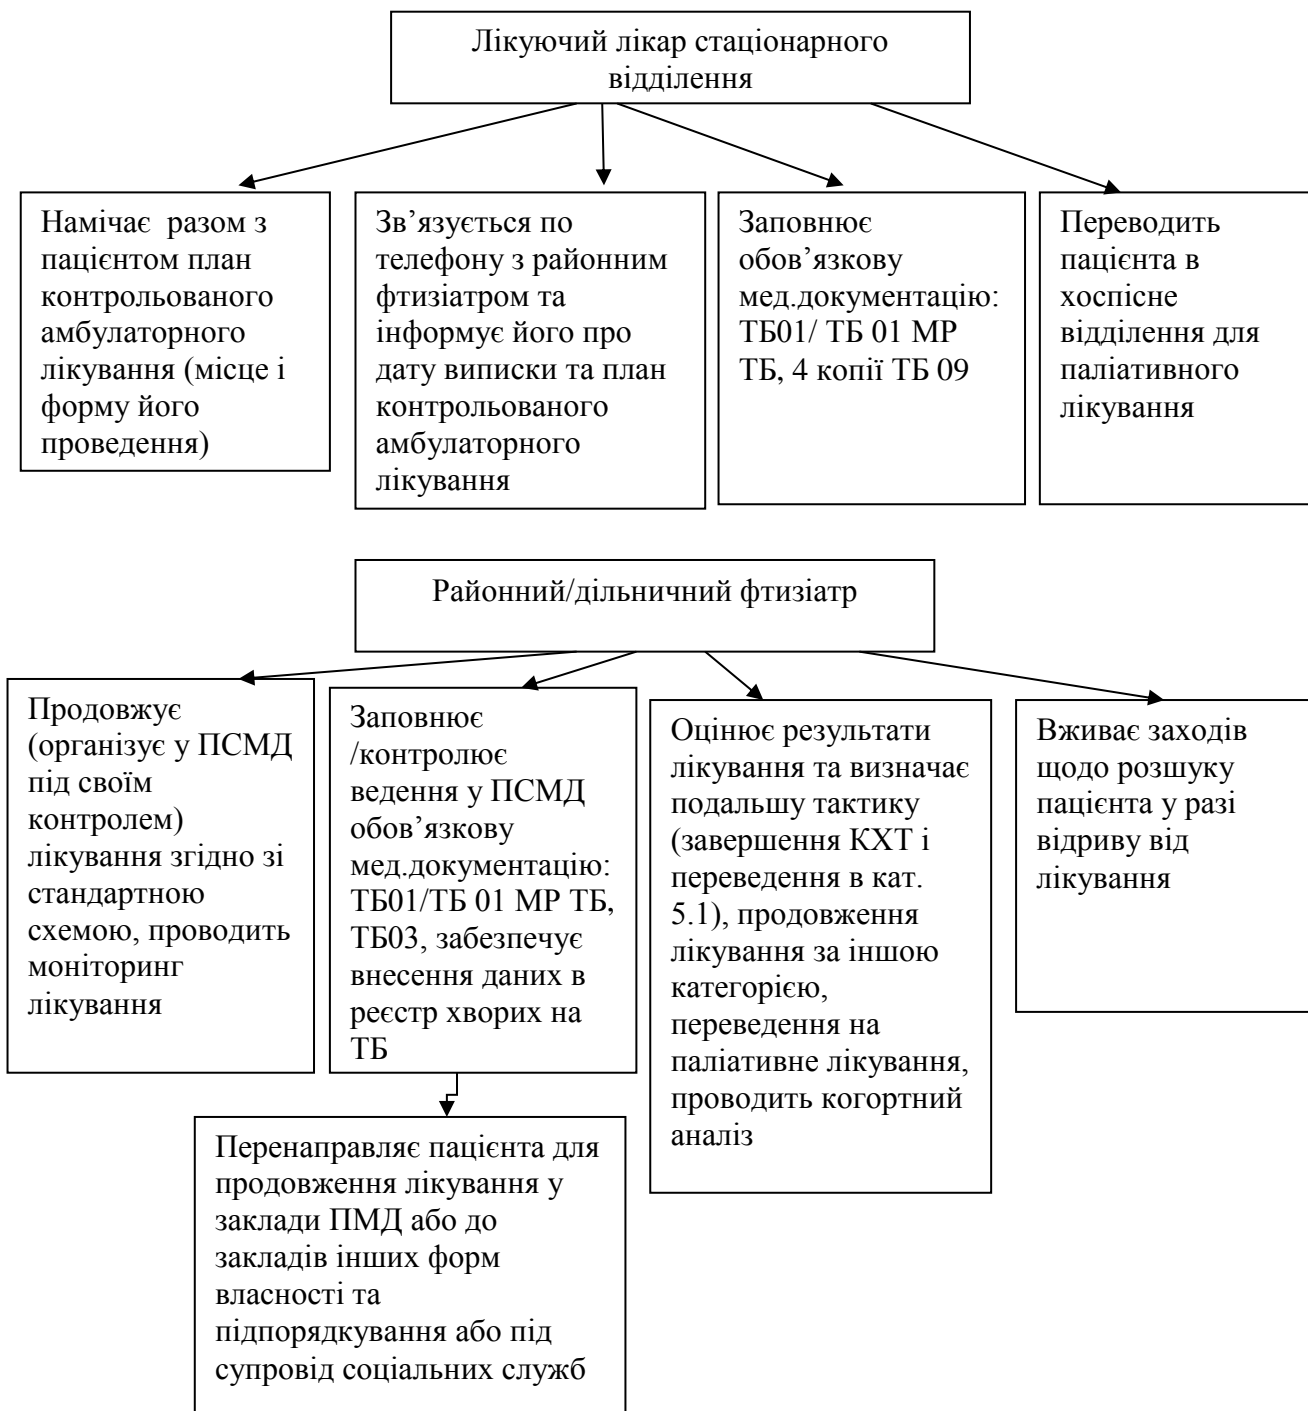 Лікуючий лікар стаціонарного
відділення
Намічає разом з
пацієнтом план
контрольованого
амбулаторного
лікування (місце і
форму його
проведення)
Зв’язується по
телефону з районним
фтизіатром та
інформує його про
дату виписки та план
контрольованого
амбулаторного
лікування
Заповнює
обов’язкову
мед.документацію:
ТБ01/ ТБ 01 МР
ТБ, 4 копії ТБ 09
Переводить
пацієнта в
хоспісне
відділення для
паліативного
лікування
Районний/дільничний фтизіатр
Продовжує
(організує у ПСМД
під своїм
контролем)
лікування згідно зі
стандартною
схемою, проводить
моніторинг
лікування
Заповнює
/контролює
ведення у ПСМД
обов’язкову
мед.документацію:
ТБ01/ТБ 01 МР ТБ,
ТБ03, забезпечує
внесення даних в
реєстр хворих на
ТБ
Оцінює результати
лікування та визначає
подальшу тактику
(завершення КХТ і
переведення в кат.
5.1), продовження
лікування за іншою
категорією,
переведення на
паліативне лікування,
проводить когортний
аналіз
Вживає заходів
щодо розшуку
пацієнта у разі
відриву від
лікування
Перенаправляє пацієнта для
продовження лікування у
заклади ПМД або до
закладів інших форм
власності та
підпорядкування або під
супровід соціальних служб